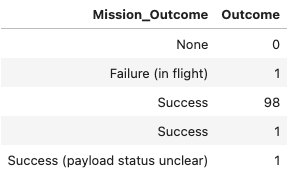 Mission_Outcome Outcome
None 0
Failure (in flight) 1
Success 98
Success 1
Success (payload status unclear) 1